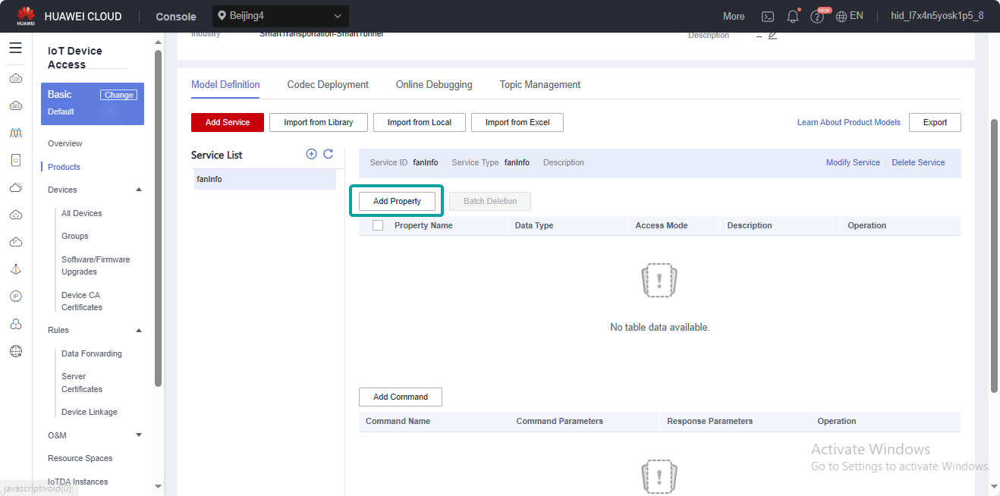 HUAWEI
HUAWEI CLOUD
Console
Beijing4
More
NEW
EN
hid_l7x4n5yosk1p5_8
Industry
SmartTransportation-SmartTunnel
Description
--
IoT Device
Access
Basic
Change
Default
Overview
Products
Devices
All Devices
Groups
Software/Firmware
Upgrades
Device CA
Certificates
Rules
Data Forwarding
Server
Certificates
Device Linkage
O&M
Resource Spaces
IoTDA Instances
javascript:void(0);
IP
Model Definition
Codec Deployment
Online Debugging
Topic Management
Add Service
Import from Library
Import from Local
Import from Excel
Learn About Product Models
Export
Service List
fanInfo
Service ID fanInfo Service Type fanInfo Description
Modify Service
Delete Service
Add Property
Batch Deletion
Property Name Data Type Access Mode Description Operation
No table data available.
Add Command
Command Name Command Parameters Response Parameters Operation
Activate Windows
Go to Settings to activate Windows.